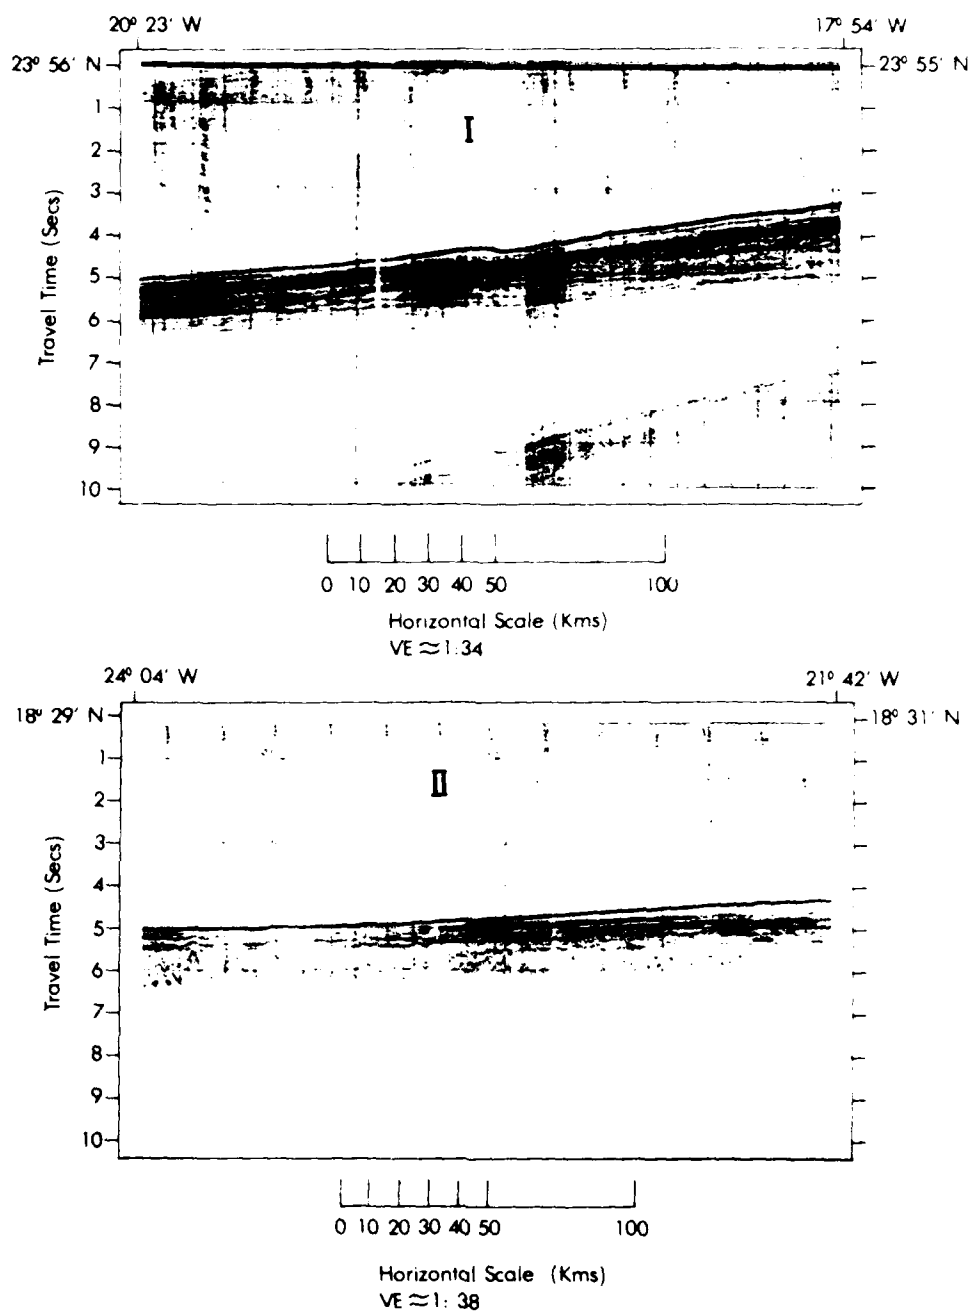 20° 23' W 17° 54' W
23° 56' N 23° 55' N
I
1
2
3
4
5
6
7
8
9
10
Travel Time (Secs)
0 10 20 30 40 50 100
Horizontal Scale (Kms)
VE ≈ 1:34
24° 04' W 21° 42' W
18° 29' N 18° 31' N
II
1
2
3
4
5
6
7
8
9
10
Travel Time (Secs)
0 10 20 30 40 50 100
Horizontal Scale (Kms)
VE ≈ 1: 38